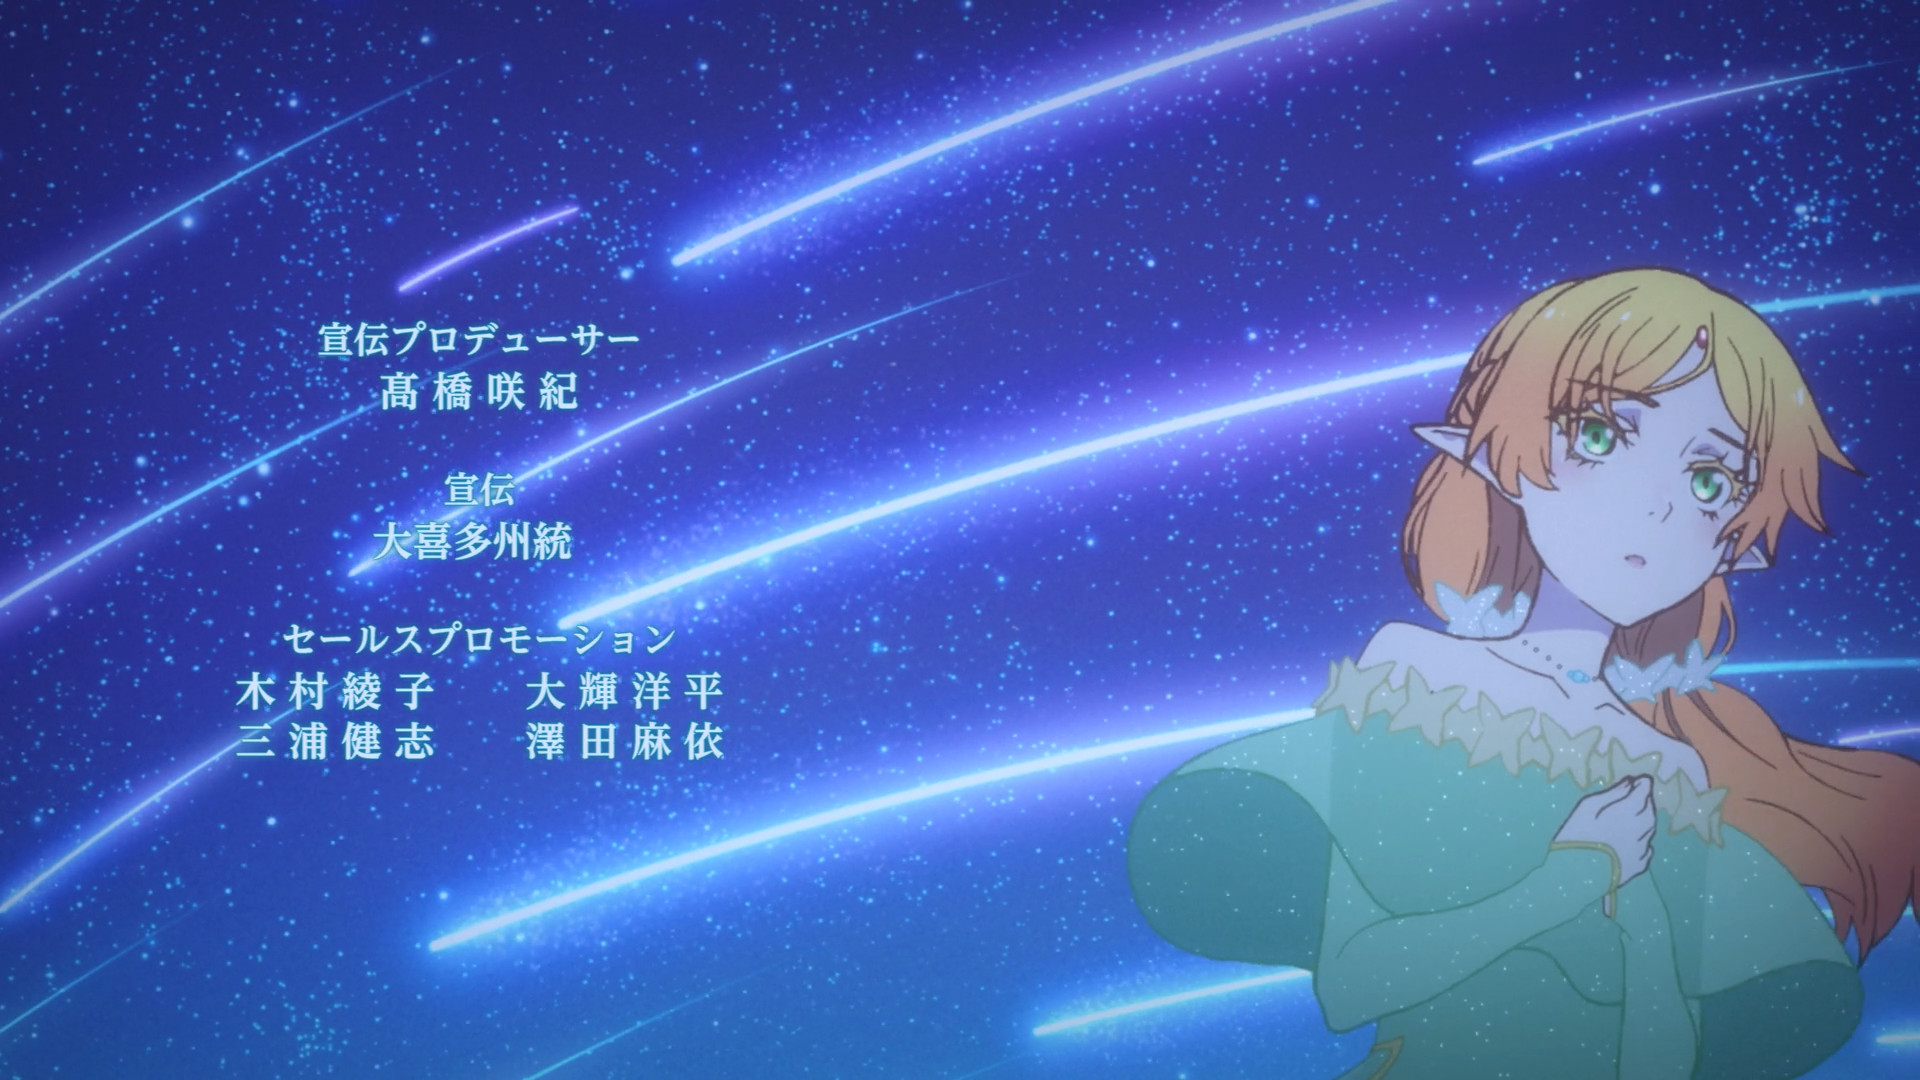 宣伝プロデューサー
髙橋咲紀
宣伝
大喜多州統
セールスプロモーション
木村綾子　大輝洋平
三浦健志　澤田麻依